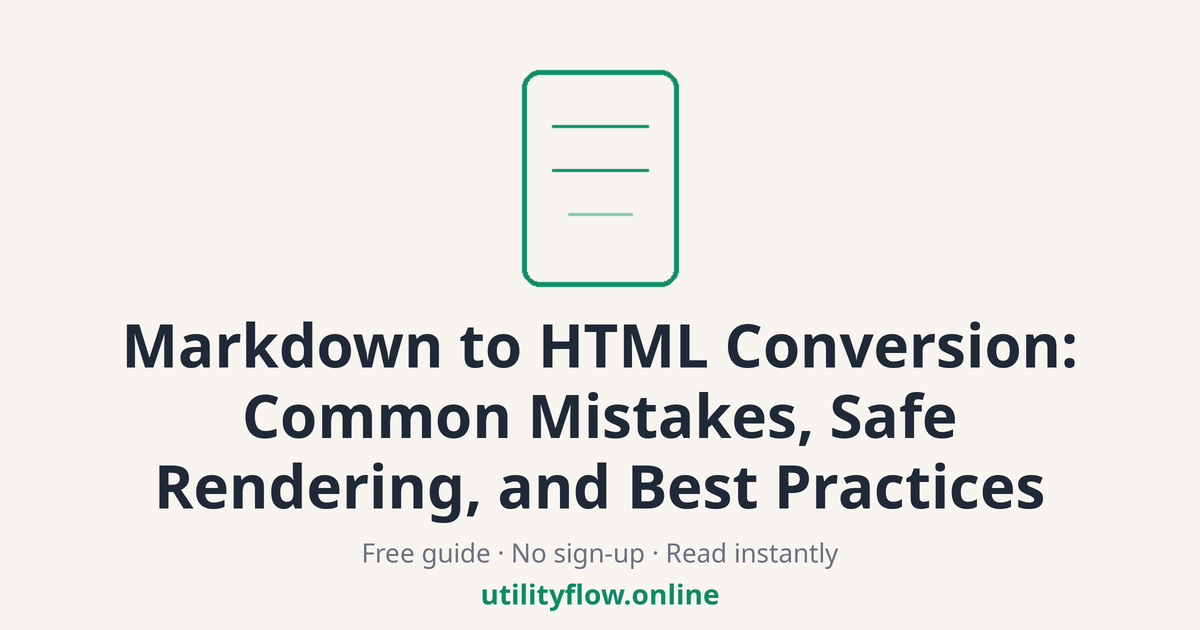 Markdown to HTML Conversion:
Common Mistakes, Safe
Rendering, and Best Practices
Free guide · No sign-up · Read instantly
utilityflow.online